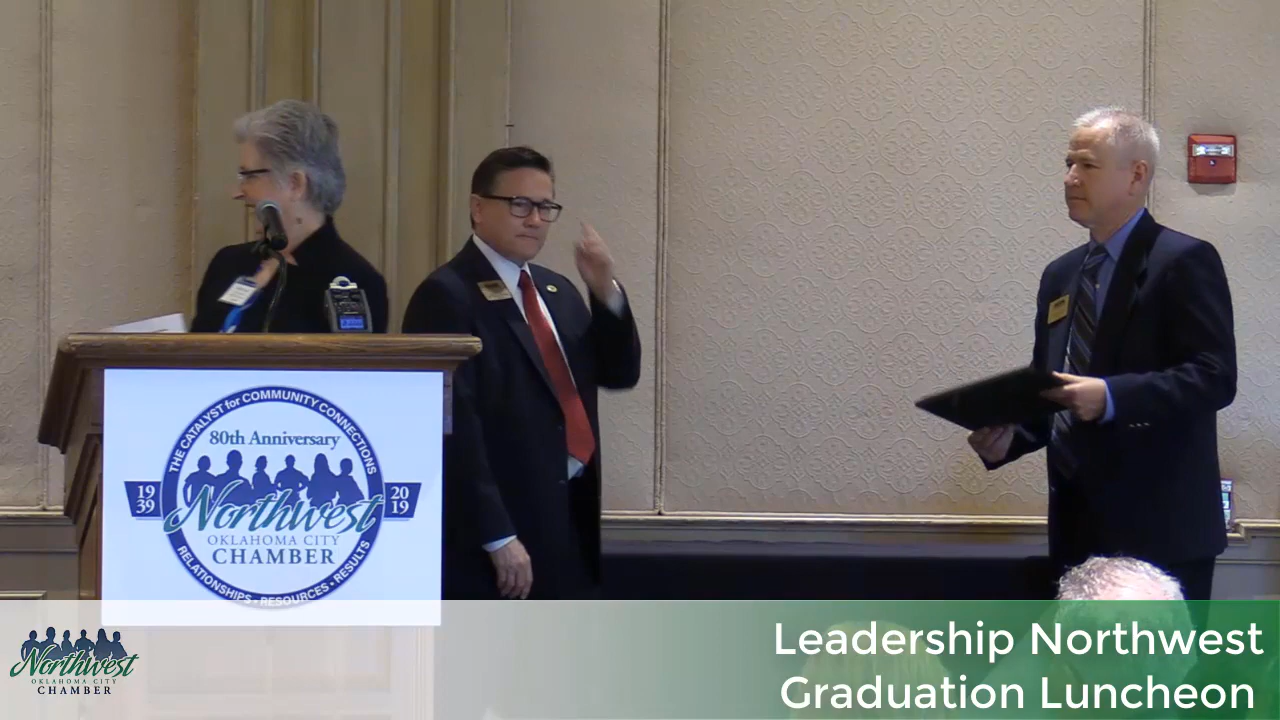 THE CATALYST for COMMUNITY CONNECTIONS
80th Anniversary
19
39
20
19
Northwest
OKLAHOMA CITY
CHAMBER
RELATIONSHIPS • RESOURCES • RESULTS
Northwest
OKLAHOMA CITY
CHAMBER
Leadership Northwest
Graduation Luncheon